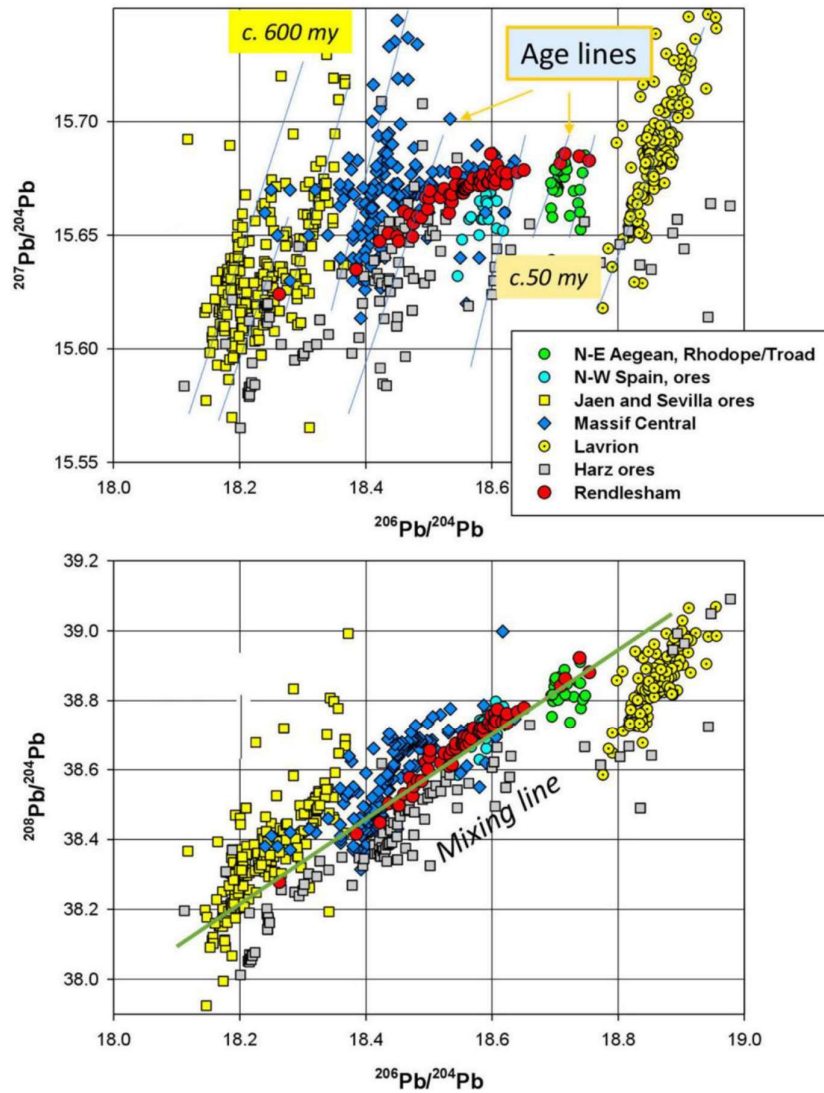 c. 600 my
Age lines
15.70
15.65
15.60
15.55
²⁰⁷Pb/²⁰⁴Pb
c.50 my
N-E Aegean, Rhodope/Troad
N-W Spain, ores
Jaen and Sevilla ores
Massif Central
Lavrion
Harz ores
Rendlesham
18.0 18.2 18.4 18.6
²⁰⁶Pb/²⁰⁴Pb
39.2
39.0
38.8
38.6
38.4
38.2
38.0
²⁰⁸Pb/²⁰⁴Pb
Mixing line
18.0 18.2 18.4 18.6 18.8 19.0
²⁰⁶Pb/²⁰⁴Pb